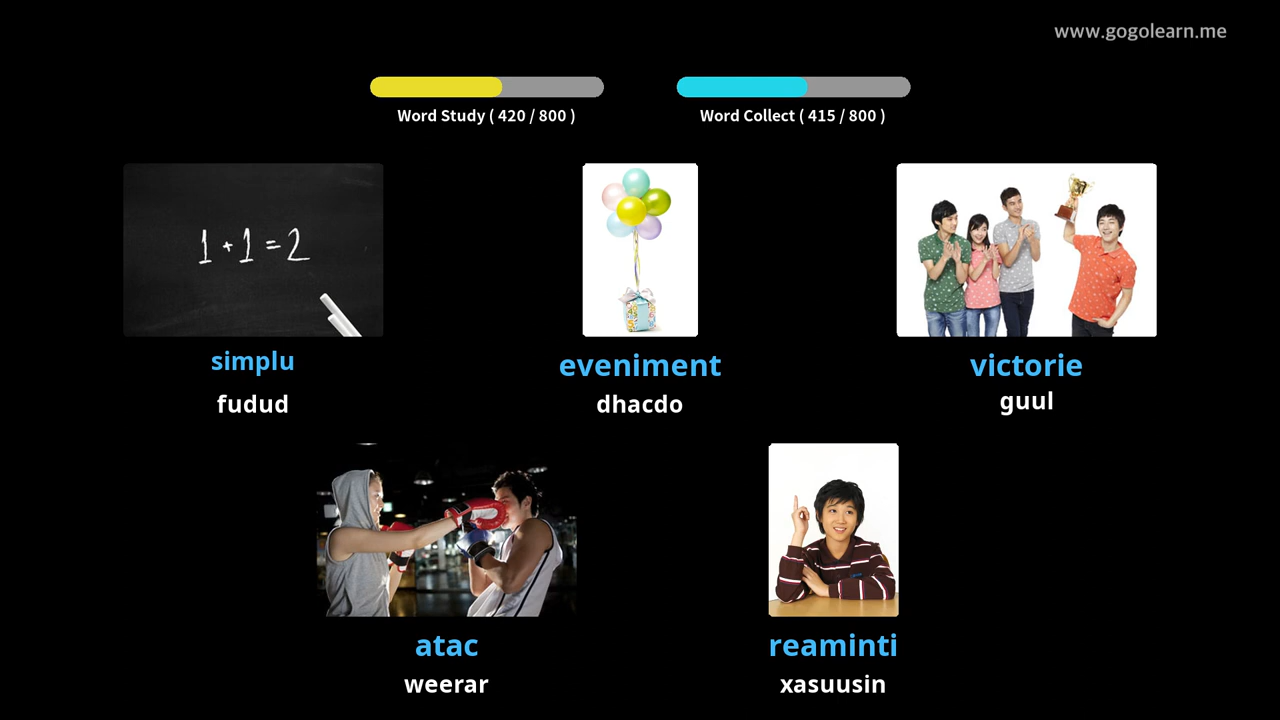 www.gogolearn.me
Word Study ( 420 / 800 )
Word Collect ( 415 / 800 )
1 + 1 = 2
simplu
fudud
eveniment
dhacdo
victorie
guul
atac
weerar
reaminti
xasuusin